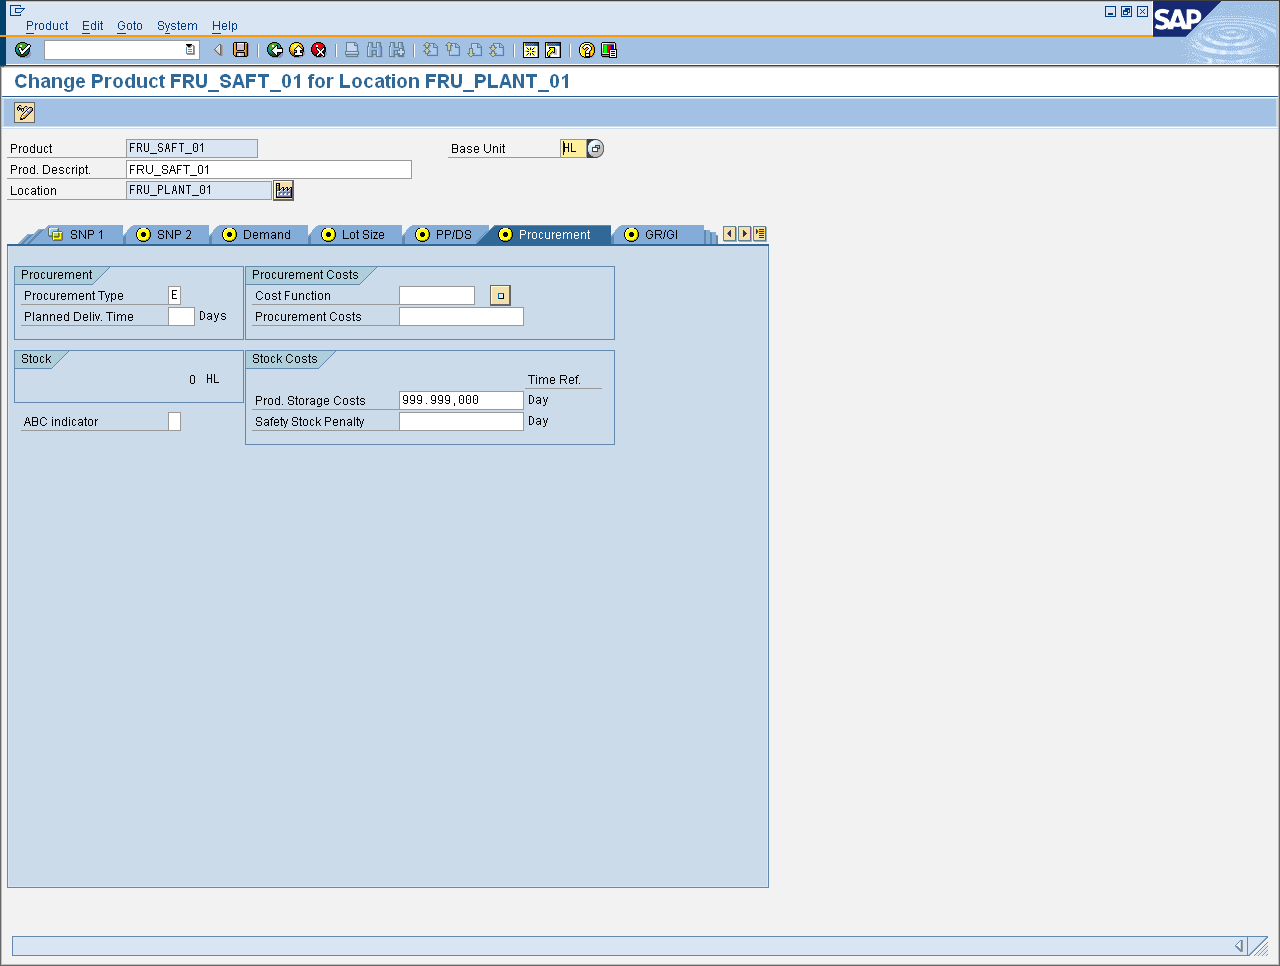 Product Edit Goto System Help
SAP
Change Product FRU_SAFT_01 for Location FRU_PLANT_01
Product FRU_SAFT_01 Base Unit HL
Prod. Descript. FRU_SAFT_01
Location FRU_PLANT_01
SNP 1 SNP 2 Demand Lot Size PP/DS Procurement GR/GI
Procurement Procurement Costs
Procurement Type E Cost Function
Planned Deliv. Time Days Procurement Costs
Stock Stock Costs
0 HL Time Ref.
Prod. Storage Costs 999.999,000 Day
ABC indicator Safety Stock Penalty Day